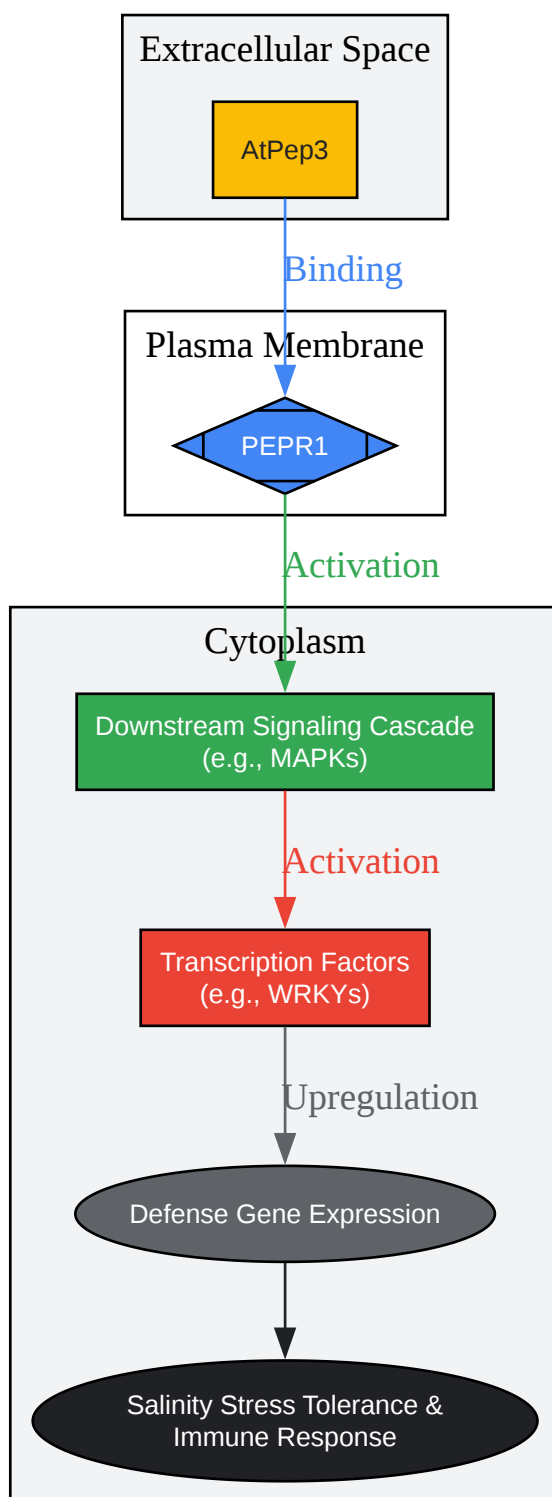 Extracellular Space
AtPep3
Binding
Plasma Membrane
PEPR1
Activation
Cytoplasm
Downstream Signaling Cascade
(e.g., MAPKs)
Activation
Transcription Factors
(e.g., WRKYs)
Upregulation
Defense Gene Expression
Salinity Stress Tolerance &
Immune Response